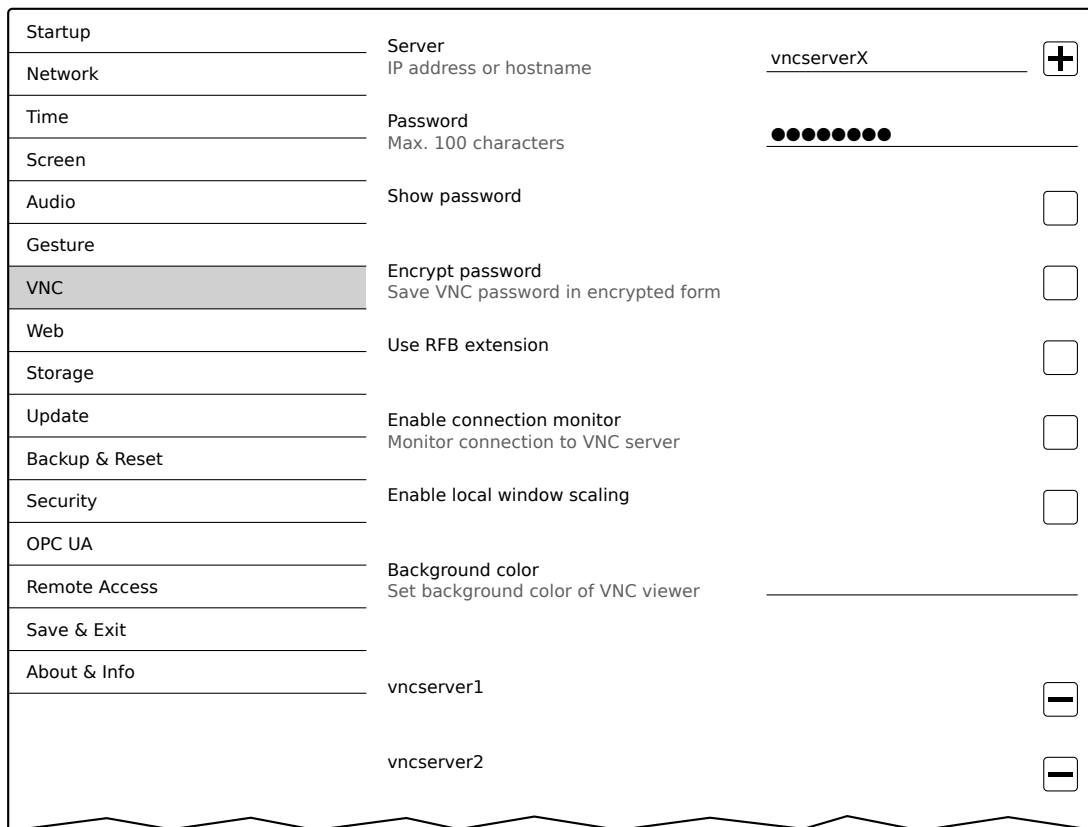 Startup
Network
Time
Screen
Audio
Gesture
VNC
Web
Storage
Update
Backup & Reset
Security
OPC UA
Remote Access
Save & Exit
About & Info
Server
IP address or hostname
vncserverX
Password
Max. 100 characters
●●●●●●●●
Show password
Encrypt password
Save VNC password in encrypted form
Use RFB extension
Enable connection monitor
Monitor connection to VNC server
Enable local window scaling
Background color
Set background color of VNC viewer
vncserver1
vncserver2